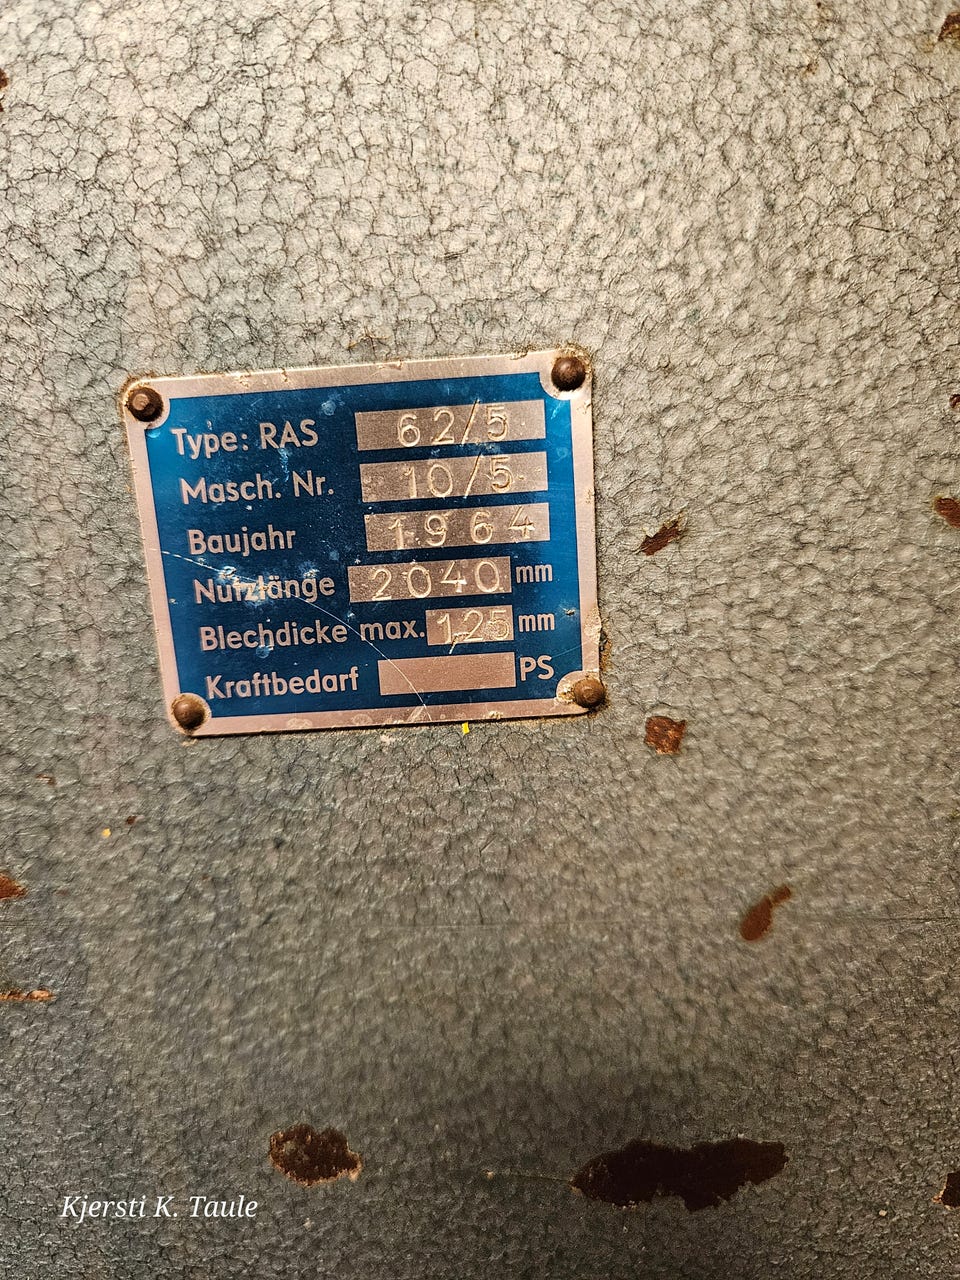 Type: RAS 62/5
Masch. Nr. 10/5
Baujahr 1964
Nutzlänge 2040 mm
Blechdicke max. 1,25 mm
Kraftbedarf PS
Kjersti K. Taule